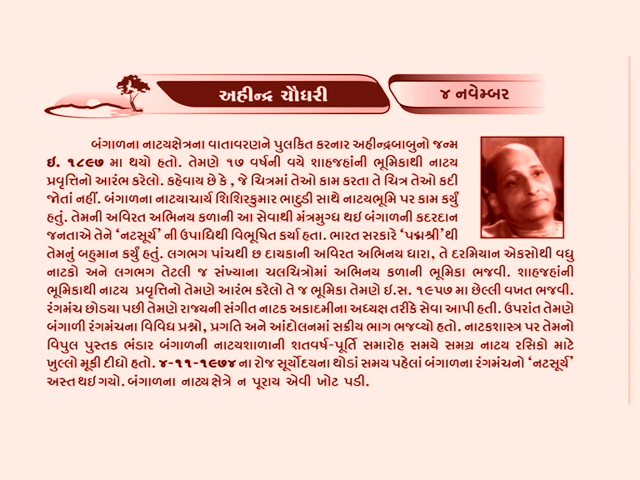 અહીન્દ્ર ચૌધરી
૪ નવેમ્બર
બંગાળના નાટ્યક્ષેત્રના વાતાવરણને પુલકિત કરનાર અહીન્દ્રબાબુનો જન્મ
ઇ. ૧૮૯૭ મા થયો હતો. તેમણે ૧૭ વર્ષની વયે શાહજહાંની ભૂમિકાથી નાટ્ય
પ્રવૃત્તિનો આરંભ કરેલો. કહેવાય છે કે , જે ચિત્રમાં તેઓ કામ કરતા તે ચિત્ર તેઓ કદી
જોતાં નહીં. બંગાળના નાટ્યાચાર્ય શિશિરકુમાર ભાદુડી સાથે નાટ્યભૂમિ પર કામ કર્યું
હતું. તેમની અવિરત અભિનય કળાની આ સેવાથી મંત્રમુગ્ધ થઇ બંગાળની કદરદાન
જનતાએ તેને ‘નટસૂર્ય’ ની ઉપાધિથી વિભૂષિત કર્યા હતા. ભારત સરકારે ‘પદ્મશ્રી’થી
તેમનું બહુમાન કર્યું હતું. લગભગ પાંચથી છ દાયકાની અવિરત અભિનય ધારા, તે દરમિયાન એકસોથી વધુ
નાટકો અને લગભગ તેટલી જ સંખ્યાના ચલચિત્રોમાં અભિનય કળાની ભૂમિકા ભજવી. શાહજહાંની
ભૂમિકાથી નાટ્ય પ્રવૃત્તિનો તેમણે આરંભ કરેલો તે જ ભૂમિકા તેમણે ઈ.સ. ૧૯૫૭ મા છેલ્લી વખત ભજવી.
રંગમંચ છોડયા પછી તેમણે રાજ્યની સંગીત નાટક અકાદમીના અધ્યક્ષ તરીકે સેવા આપી હતી. ઉપરાંત તેમણે
બંગાળી રંગમંચના વિવિધ પ્રશ્નો, પ્રગતિ અને આંદોલનમાં સક્રીય ભાગ ભજવ્યો હતો. નાટકશાસ્ત્ર પર તેમનો
વિપુલ પુસ્તક ભંડાર બંગાળની નાટ્યશાળાની શતવર્ષ-પૂર્તિ સમારોહ સમયે સમગ્ર નાટ્ય રસિકો માટે
ખુલ્લો મૂકી દીધો હતો. ૪-૧૧-૧૯૭૪ ના રોજ સૂર્યોદયના થોડાં સમય પહેલાં બંગાળના રંગમંચનો ‘નટસૂર્ય’
અસ્ત થઇ ગયો. બંગાળના નાટ્યક્ષેત્રે ન પૂરાય એવી ખોટ પડી.